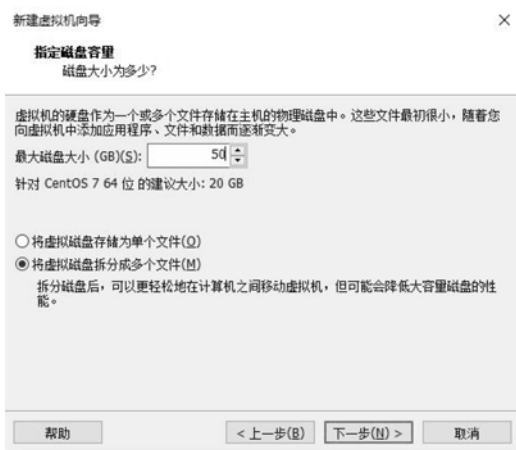 新建虚拟机向导
指定磁盘容量
磁盘大小为多少?
虚拟机的硬盘作为一个或多个文件存储在主机的物理磁盘中。这些文件最初很小，随着您
向虚拟机中添加应用程序、文件和数据而逐渐变大。
最大磁盘大小 (GB)(S): 50
针对 CentOS 7 64 位 的建议大小: 20 GB
将虚拟磁盘存储为单个文件(O)
将虚拟磁盘拆分成多个文件(M)
拆分磁盘后，可以更轻松地在计算机之间移动虚拟机，但可能会降低大容量磁盘的性
能。
帮助 < 上一步(B) 下一步(N) > 取消